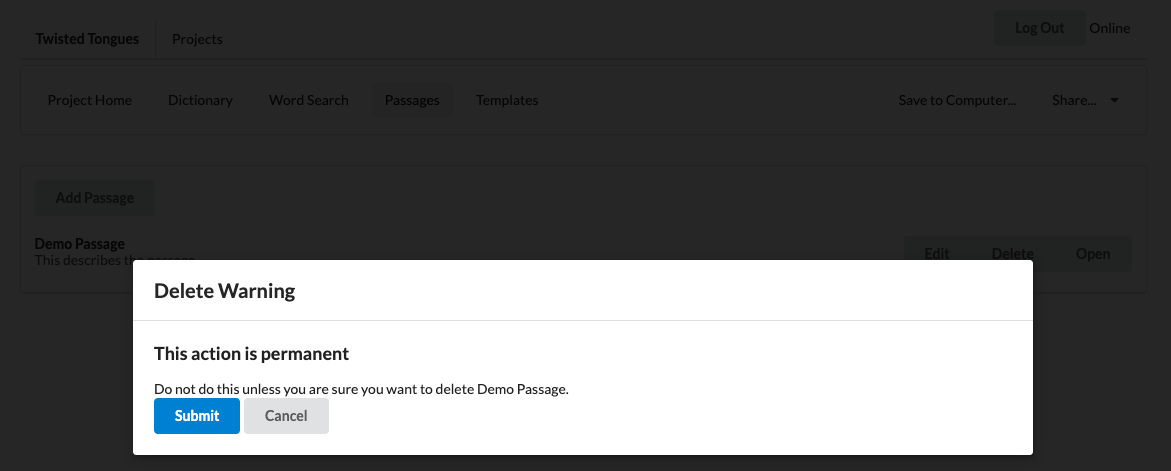 Twisted Tongues Projects Log Out Online
Project Home Dictionary Word Search Passages Templates Save to Computer... Share...
Add Passage
Demo Passage
This describes the passage
Edit Delete Open
Delete Warning
This action is permanent
Do not do this unless you are sure you want to delete Demo Passage.
Submit Cancel